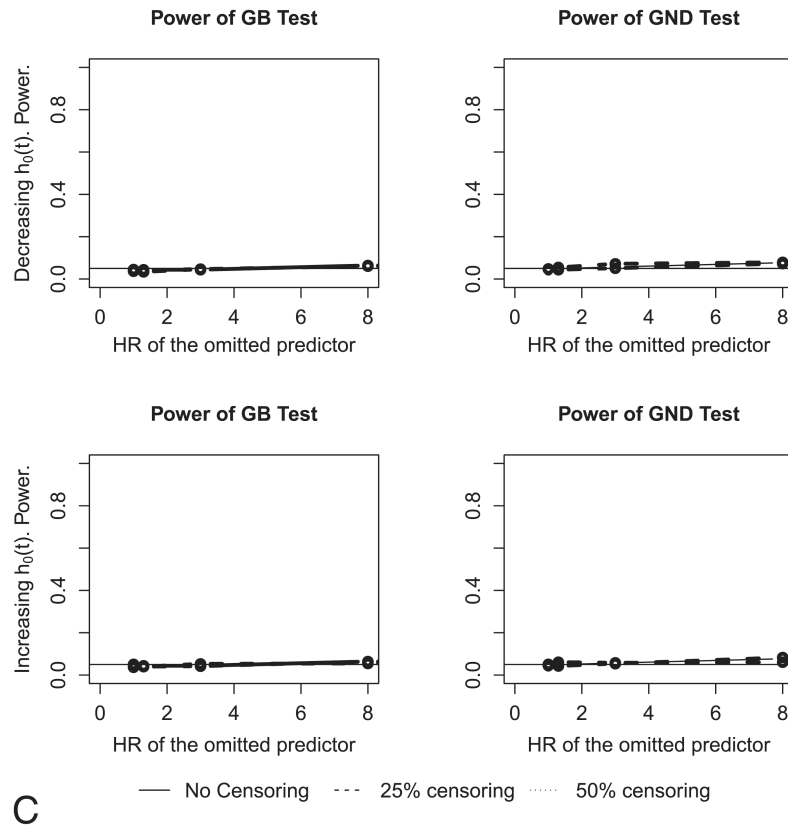 Power of GB Test
Power of GND Test
Decreasing h0(t). Power.
0.0 0.4 0.8
0.0 0.4 0.8
0 2 4 6 8
0 2 4 6 8
HR of the omitted predictor
HR of the omitted predictor
Power of GB Test
Power of GND Test
Increasing h0(t). Power.
0.0 0.4 0.8
0.0 0.4 0.8
0 2 4 6 8
0 2 4 6 8
HR of the omitted predictor
HR of the omitted predictor
No Censoring 25% censoring 50% censoring
C